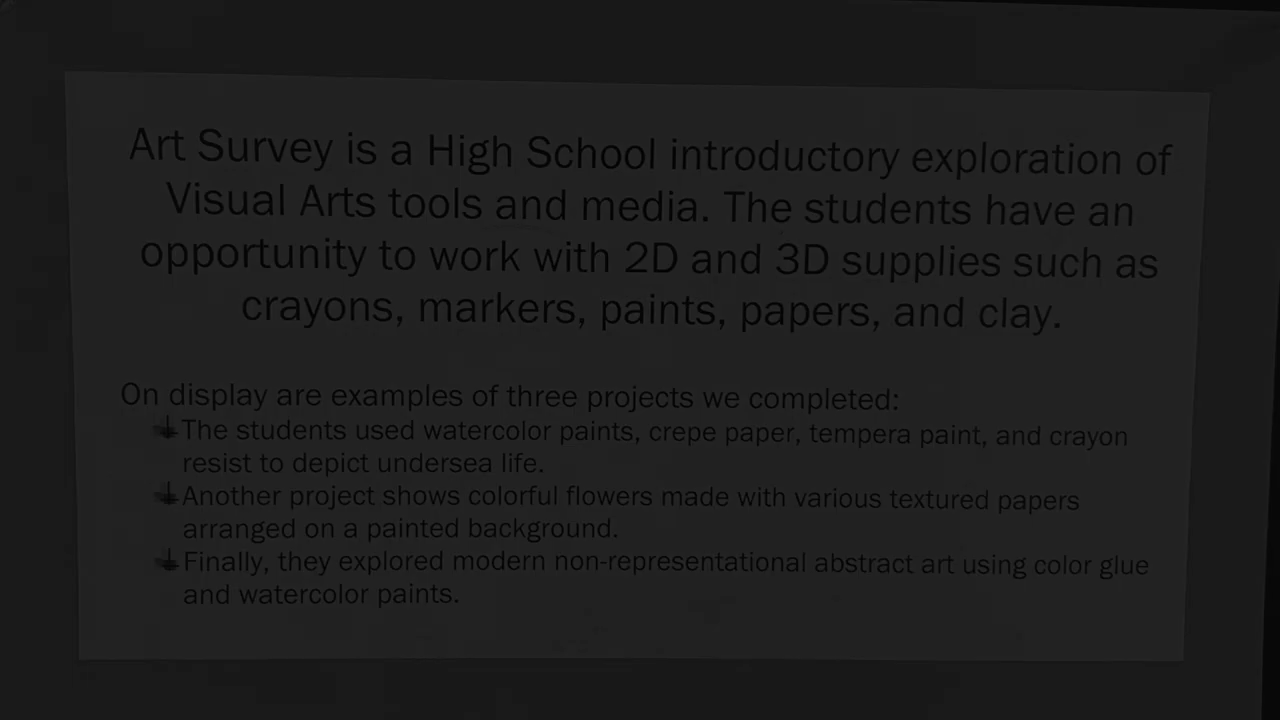 Art Survey is a High School introductory exploration of
Visual Arts tools and media. The students have an
opportunity to work with 2D and 3D supplies such as
crayons, markers, paints, papers, and clay.
On display are examples of three projects we completed:
The students used watercolor paints, crepe paper, tempera paint, and crayon
resist to depict undersea life.
Another project shows colorful flowers made with various textured papers
arranged on a painted background.
Finally, they explored modern non-representational abstract art using color glue
and watercolor paints.